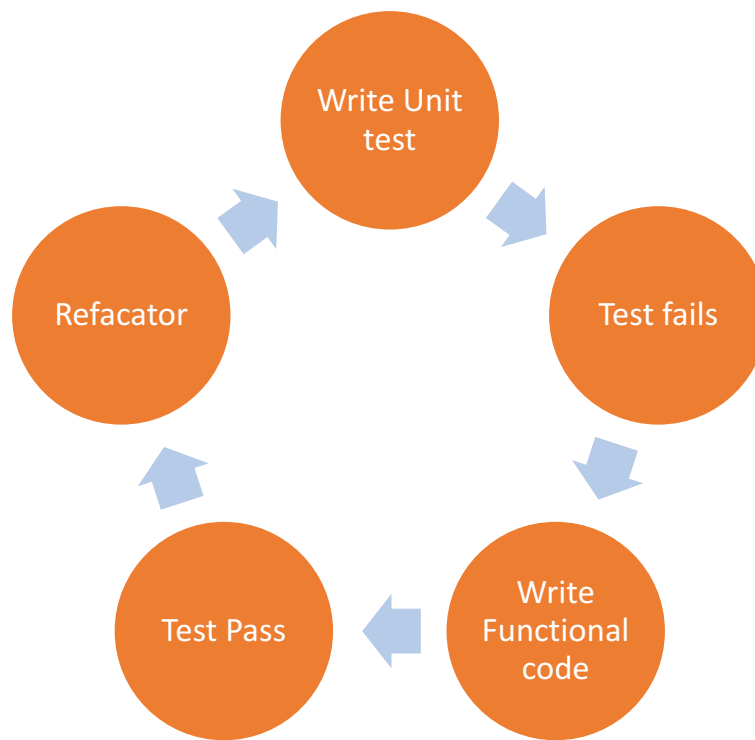 Write Unit
test
Test fails
Write
Functional
code
Test Pass
Refacator